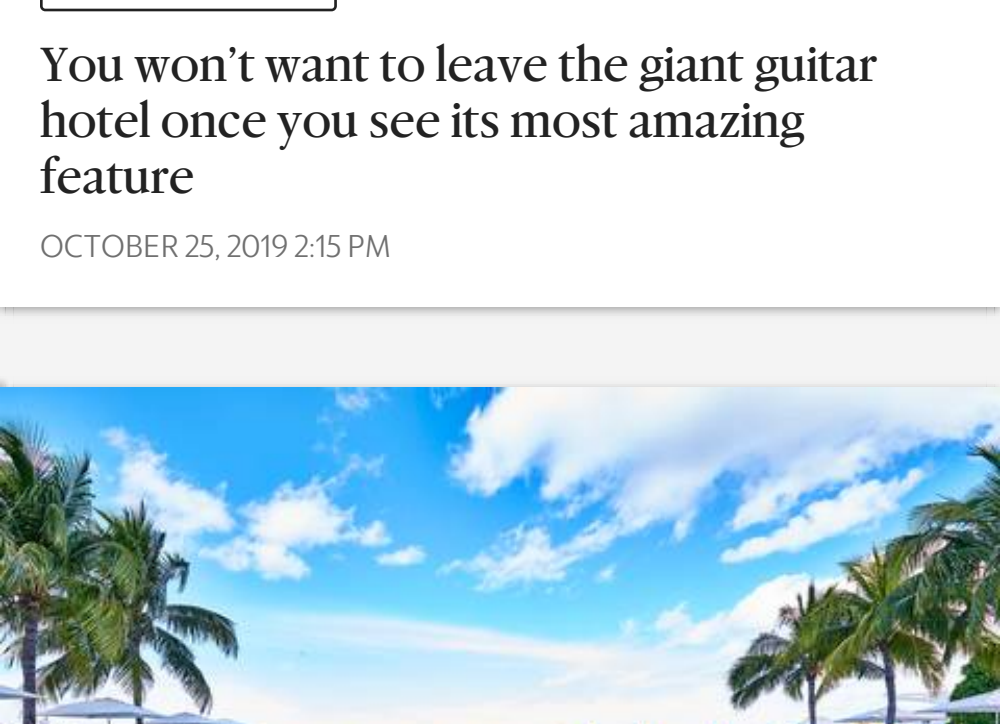 You won’t want to leave the giant guitar
hotel once you see its most amazing
feature
OCTOBER 25, 2019 2:15 PM